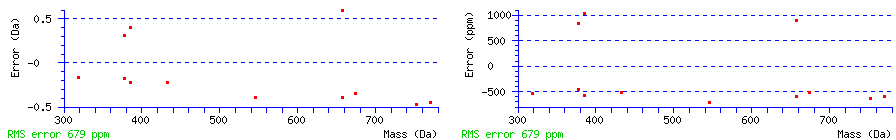 0.5
-0
-0.5
Error (Da)
300 400 500 600 700
RMS error 679 ppm
Mass (Da)
1000
500
0
-500
Error (ppm)
300 400 500 600 700
RMS error 679 ppm
Mass (Da)